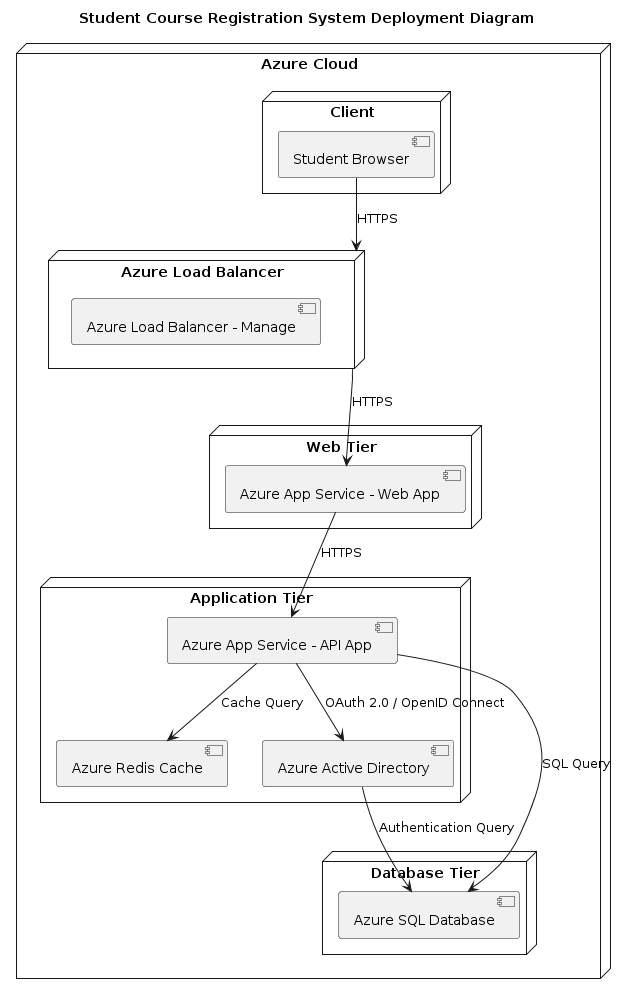 Student Course Registration System Deployment Diagram
Azure Cloud
Client
Student Browser
HTTPS
Azure Load Balancer
Azure Load Balancer - Manage
HTTPS
Web Tier
Azure App Service - Web App
HTTPS
Application Tier
Azure App Service - API App
Cache Query
OAuth 2.0 / OpenID Connect
Azure Redis Cache
Azure Active Directory
SQL Query
Authentication Query
Database Tier
Azure SQL Database